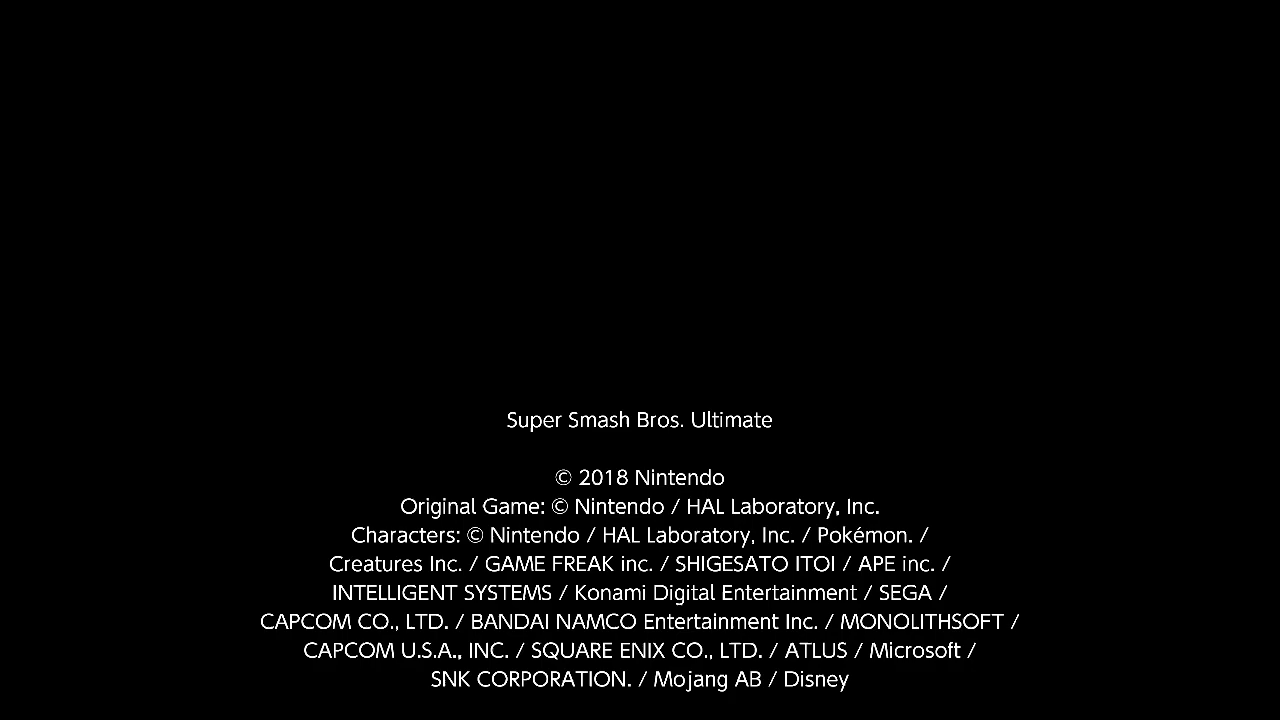 Super Smash Bros. Ultimate
© 2018 Nintendo
Original Game: © Nintendo / HAL Laboratory, Inc.
Characters: © Nintendo / HAL Laboratory, Inc. / Pokémon. /
Creatures Inc. / GAME FREAK inc. / SHIGESATO ITOI / APE inc. /
INTELLIGENT SYSTEMS / Konami Digital Entertainment / SEGA /
CAPCOM CO., LTD. / BANDAI NAMCO Entertainment Inc. / MONOLITHSOFT /
CAPCOM U.S.A., INC. / SQUARE ENIX CO., LTD. / ATLUS / Microsoft /
SNK CORPORATION. / Mojang AB / Disney